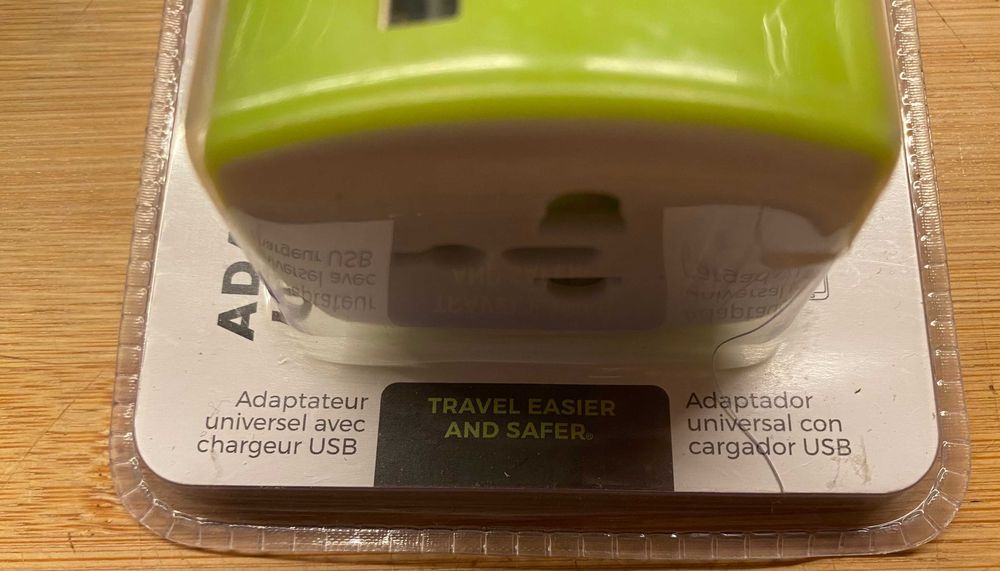 Adaptateur
universel avec
chargeur USB
TRAVEL EASIER
AND SAFER®
Adaptador
universal con
cargador USB